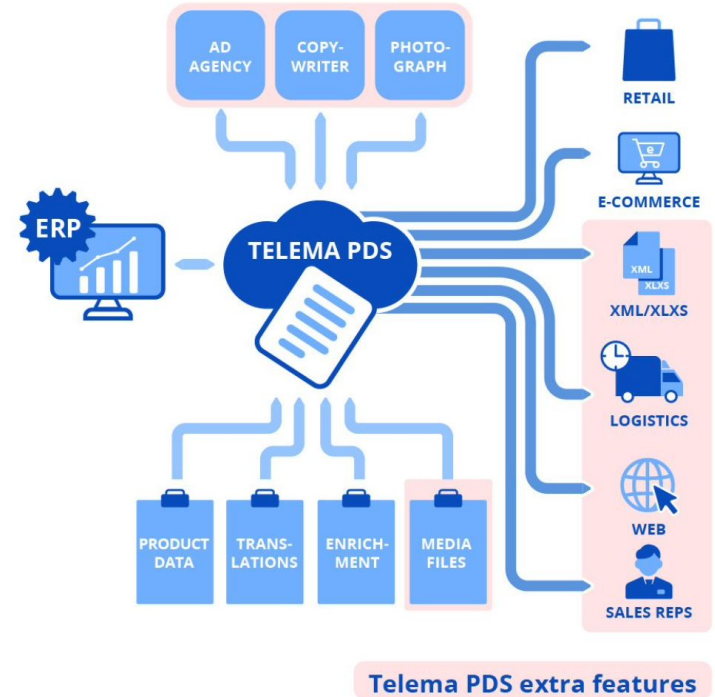 AD
AGENCY
COPY-
WRITER
PHOTO-
GRAPH
RETAIL
e
E-COMMERCE
ERP
TELEMA PDS
XML
XLXS
XML/XLXS
LOGISTICS
PRODUCT
DATA
TRANS-
LATIONS
ENRICH-
MENT
MEDIA
FILES
WEB
SALES REPS
Telema PDS extra features